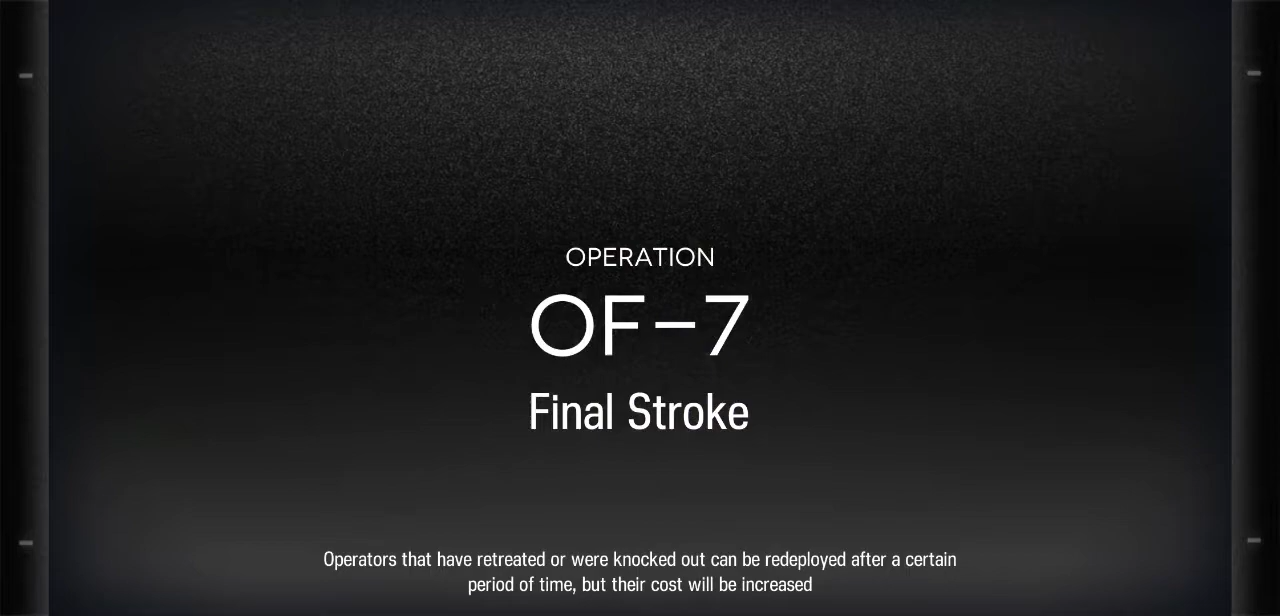 OPERATION
OF-7
Final Stroke
Operators that have retreated or were knocked out can be redeployed after a certain
period of time, but their cost will be increased